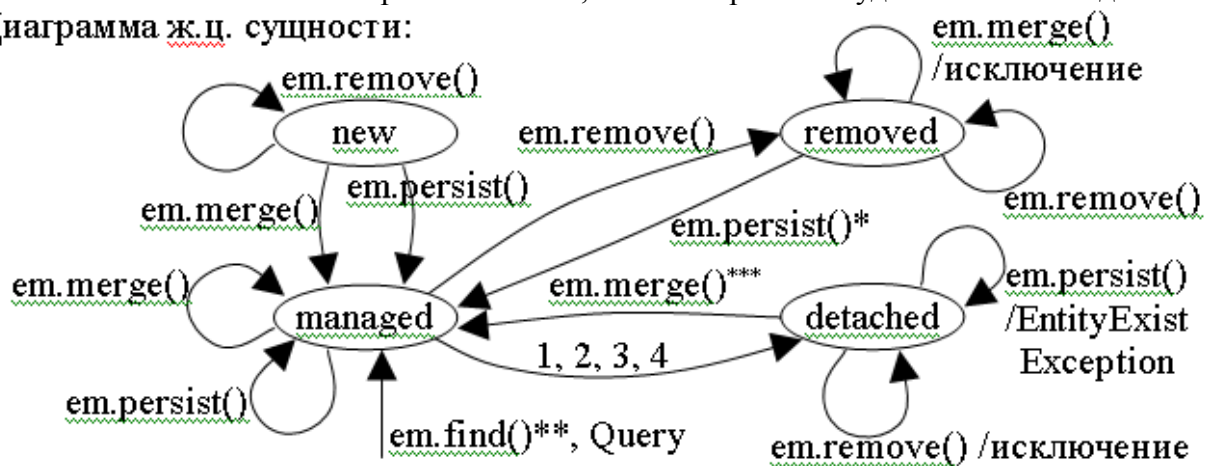 Диаграмма ж.ц. сущности:
em.merge()
/исключение
em.remove()
new
em.remove()
removed
em.persist()
em.merge()
em.remove()
em.persist()*
em.merge()
em.merge()***
em.persist()
/EntityExist
Exception
managed
detached
1, 2, 3, 4
em.persist()
em.find()**, Query
em.remove() /исключение